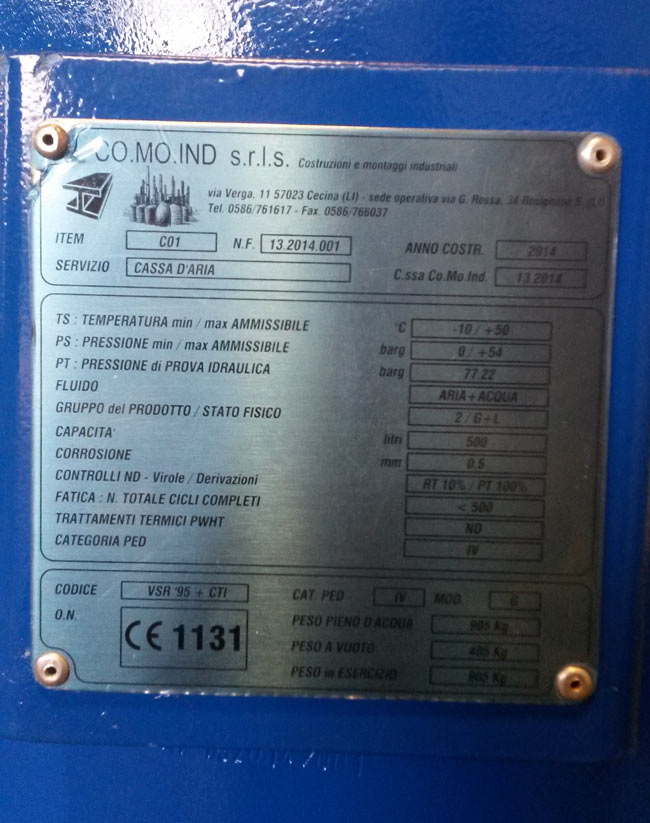 CO.MO.IND s.r.l.s. Costruzioni e montaggi industriali
via Verga, 11 57023 Cecina (LI) - sede operativa via G. Rossa, 34 Rosignano S. (LI)
Tel. 0586/761617 - Fax. 0586/766037
ITEM C01 N.F. 13.2014.001 ANNO COSTR. 2014
SERVIZIO CASSA D'ARIA C.ssa Co.Mo.Ind. 13.2014
TS : TEMPERATURA min / max AMMISSIBILE °C -10 / +50
PS : PRESSIONE min / max AMMISSIBILE barg 0 / +54
PT : PRESSIONE di PROVA IDRAULICA barg 77.22
FLUIDO ARIA+ACQUA
GRUPPO del PRODOTTO / STATO FISICO 2 / G+L
CAPACITA' litri 500
CORROSIONE mm 0.5
CONTROLLI ND - Virole / Derivazioni RT 10% / PT 100%
FATICA : N. TOTALE CICLI COMPLETI < 500
TRATTAMENTI TERMICI PWHT NO
CATEGORIA PED IV
CODICE VSR '95 + CTI CAT. PED IV MOD. G
O.N. CE 1131
PESO PIENO D'ACQUA 965 Kg
PESO A VUOTO 465 Kg
PESO in ESERCIZIO 965 Kg